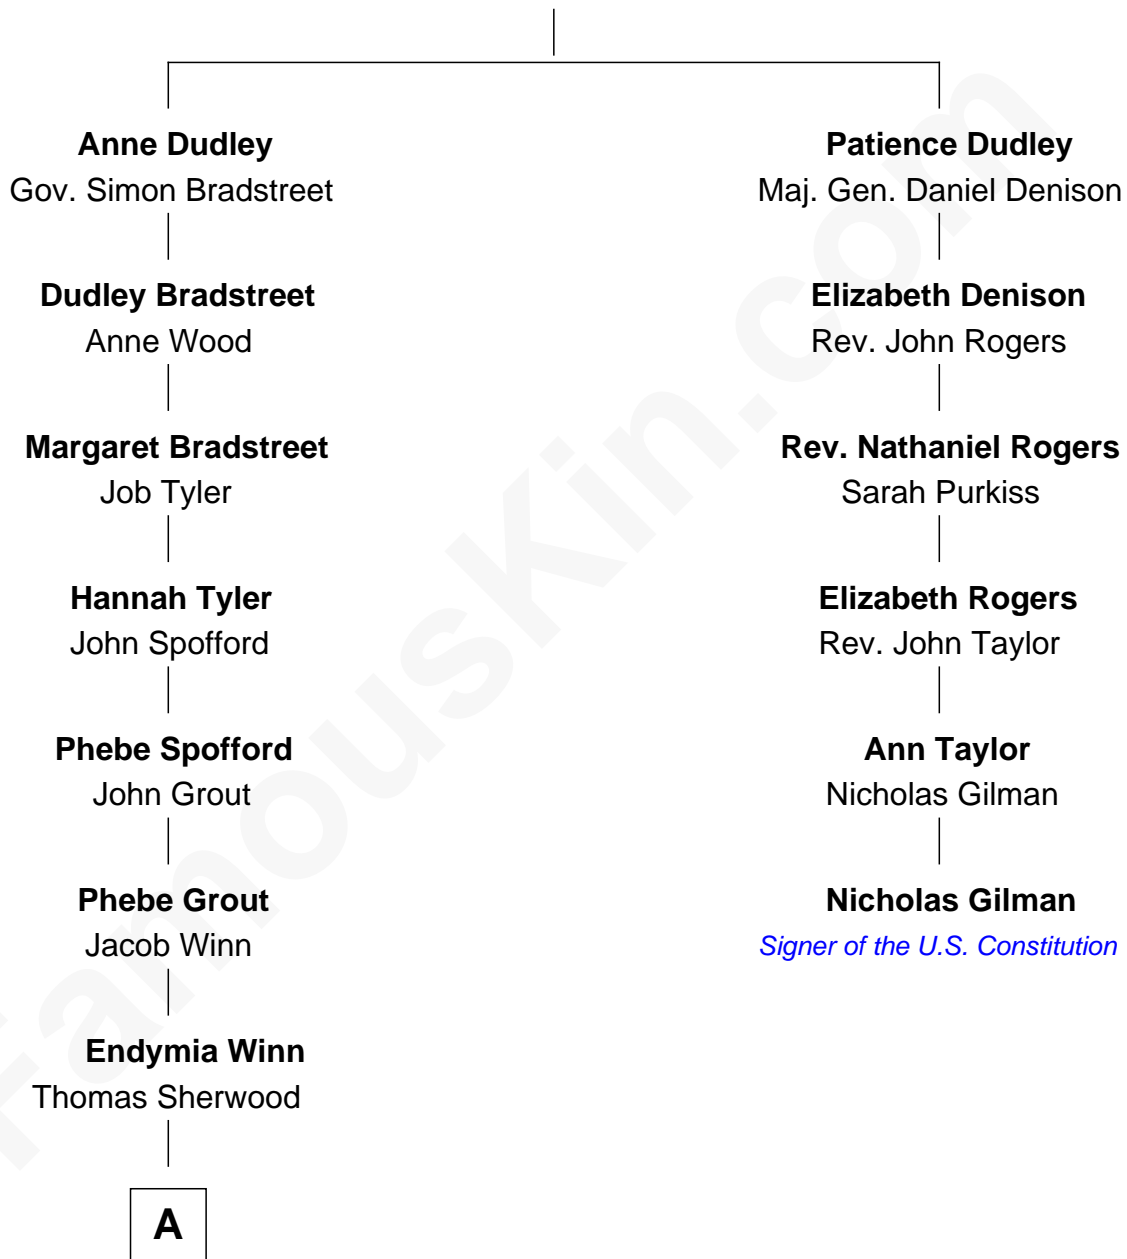 Anne Dudley
Gov. Simon Bradstreet
Patience Dudley
Maj. Gen. Daniel Denison
Dudley Bradstreet
Anne Wood
Elizabeth Denison
Rev. John Rogers
Margaret Bradstreet
Job Tyler
Rev. Nathaniel Rogers
Sarah Purkiss
Hannah Tyler
John Spofford
Elizabeth Rogers
Rev. John Taylor
Phebe Spofford
John Grout
Ann Taylor
Nicholas Gilman
Phebe Grout
Jacob Winn
Nicholas Gilman
Signer of the U.S. Constitution
Endymia Winn
Thomas Sherwood
A
FamousKin.com